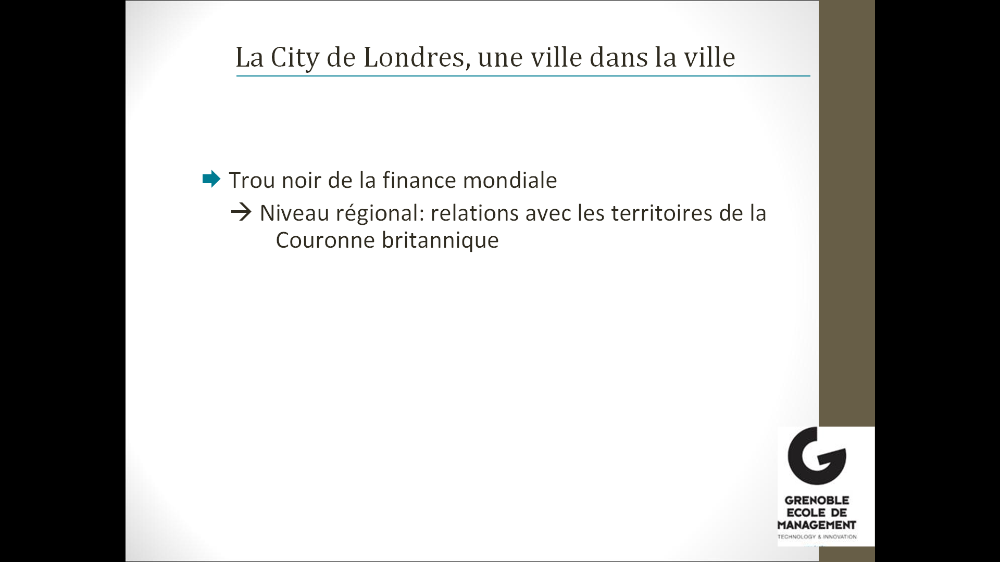 La City de Londres, une ville dans la ville
Trou noir de la finance mondiale
→ Niveau régional: relations avec les territoires de la
Couronne britannique
GRENOBLE
ECOLE DE
MANAGEMENT
TECHNOLOGY & INNOVATION